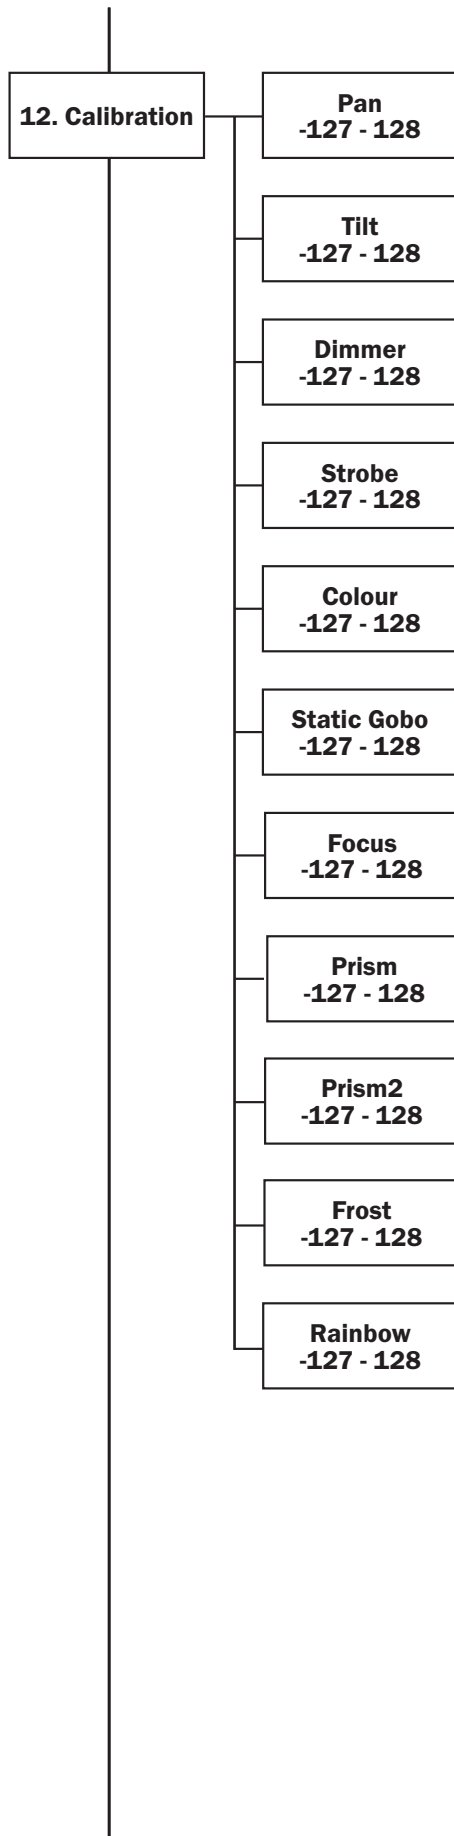 12. Calibration
Pan
-127 - 128
Tilt
-127 - 128
Dimmer
-127 - 128
Strobe
-127 - 128
Colour
-127 - 128
Static Gobo
-127 - 128
Focus
-127 - 128
Prism
-127 - 128
Prism2
-127 - 128
Frost
-127 - 128
Rainbow
-127 - 128